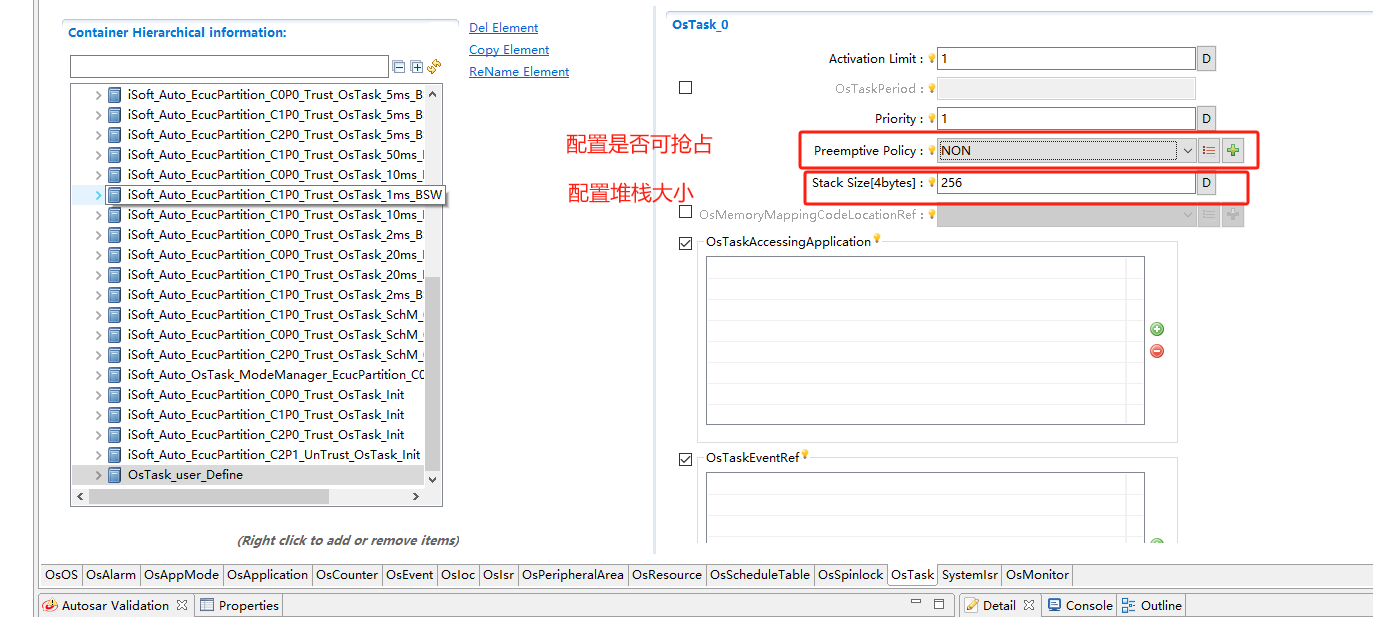 Container Hierarchical information:
Del Element
Copy Element
ReName Element
iSoft_Auto_EcucPartition_C0P0_Trust_OsTask_5ms_B
iSoft_Auto_EcucPartition_C1P0_Trust_OsTask_5ms_B
iSoft_Auto_EcucPartition_C2P0_Trust_OsTask_5ms_B
iSoft_Auto_EcucPartition_C1P0_Trust_OsTask_50ms_
iSoft_Auto_EcucPartition_C0P0_Trust_OsTask_10ms_
iSoft_Auto_EcucPartition_C1P0_Trust_OsTask_1ms_BSW
iSoft_Auto_EcucPartition_C1P0_Trust_OsTask_10ms_
iSoft_Auto_EcucPartition_C0P0_Trust_OsTask_2ms_B
iSoft_Auto_EcucPartition_C0P0_Trust_OsTask_20ms_
iSoft_Auto_EcucPartition_C1P0_Trust_OsTask_20ms_
iSoft_Auto_EcucPartition_C1P0_Trust_OsTask_2ms_B
iSoft_Auto_EcucPartition_C1P0_Trust_OsTask_SchM_
iSoft_Auto_EcucPartition_C0P0_Trust_OsTask_SchM_
iSoft_Auto_EcucPartition_C2P0_Trust_OsTask_SchM_
iSoft_Auto_OsTask_ModeManager_EcucPartition_C0
iSoft_Auto_EcucPartition_C0P0_Trust_OsTask_Init
iSoft_Auto_EcucPartition_C1P0_Trust_OsTask_Init
iSoft_Auto_EcucPartition_C2P0_Trust_OsTask_Init
iSoft_Auto_EcucPartition_C2P1_UnTrust_OsTask_Init
OsTask_user_Define
(Right click to add or remove items)
OsTask_0
Activation Limit : 1 D
OsTaskPeriod :
Priority : 1 D
配置是否可抢占
Preemptive Policy : NON
配置堆栈大小
Stack Size[4bytes] : 256 D
OsMemoryMappingCodeLocationRef :
OsTaskAccessingApplication
OsTaskEventRef
OsOS OsAlarm OsAppMode OsApplication OsCounter OsEvent OsIoc OsIsr OsPeripheralArea OsResource OsScheduleTable OsSpinlock OsTask SystemIsr OsMonitor
Autosar Validation Properties Detail Console Outline